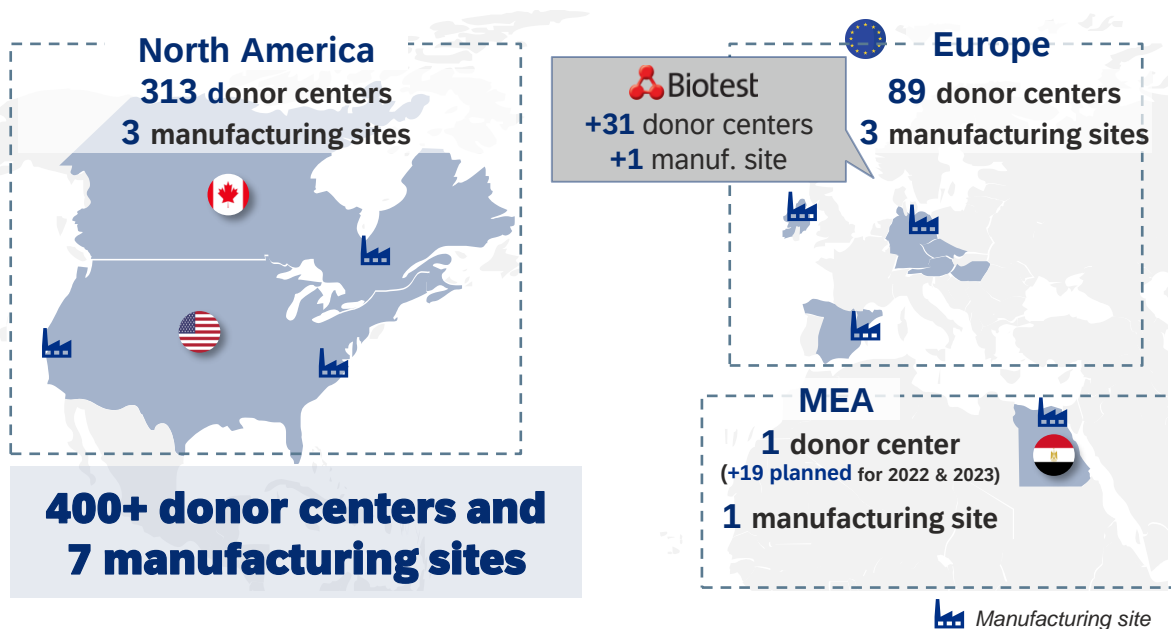 North America
313 donor centers
3 manufacturing sites
Europe
89 donor centers
3 manufacturing sites
Biotest
+31 donor centers
+1 manuf. site
MEA
1 donor center
(+19 planned for 2022 & 2023)
1 manufacturing site
400+ donor centers and
7 manufacturing sites
Manufacturing site